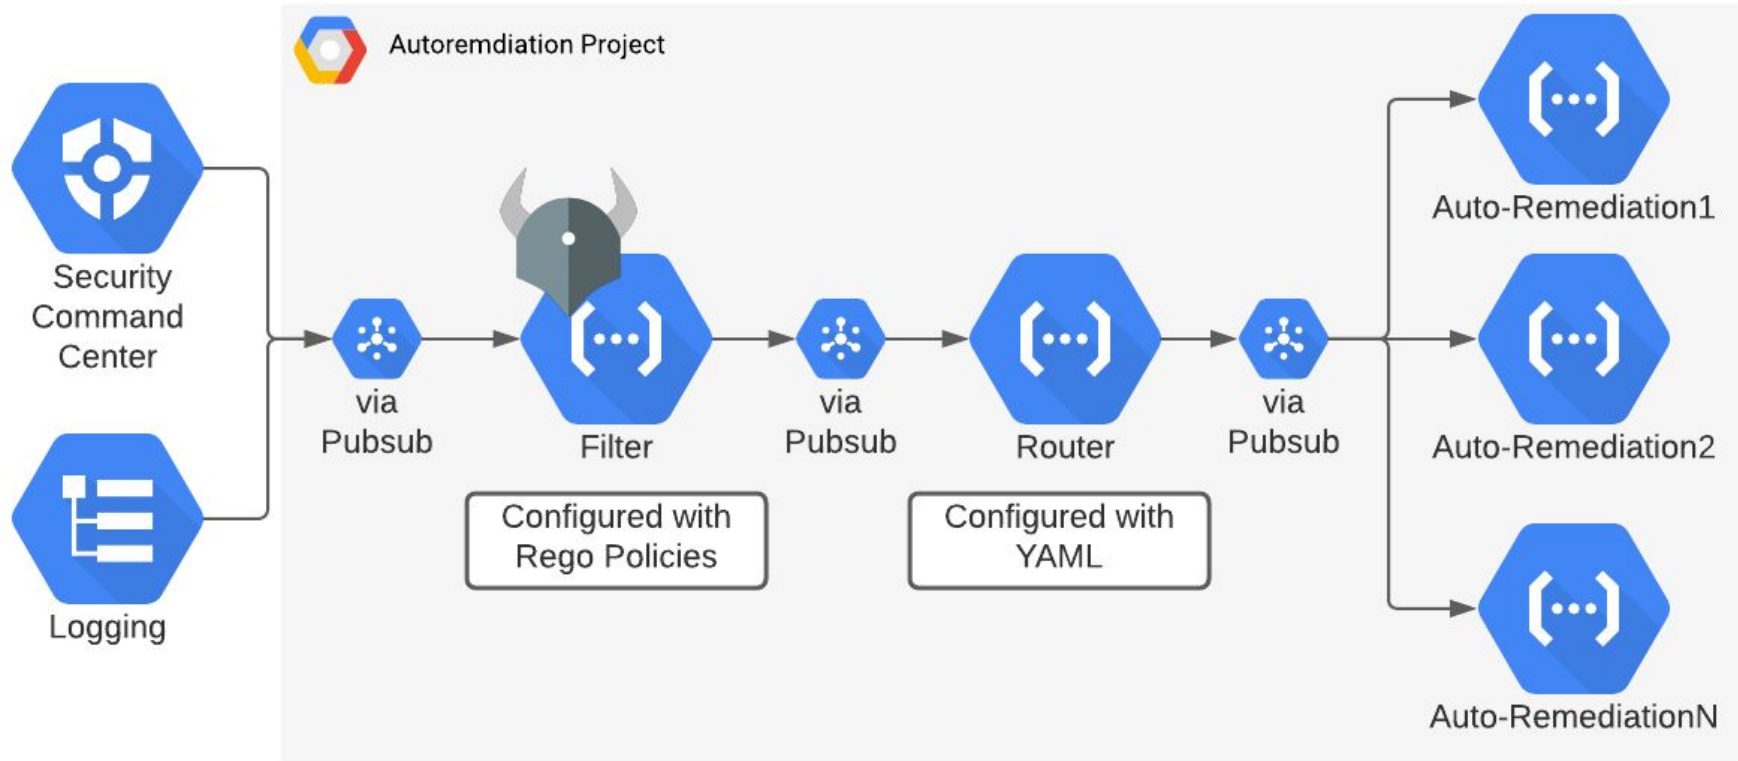 Autoremdiation Project
Security
Command
Center
Logging
via
Pubsub
Filter
Configured with
Rego Policies
via
Pubsub
Router
Configured with
YAML
via
Pubsub
Auto-Remediation1
Auto-Remediation2
Auto-RemediationN